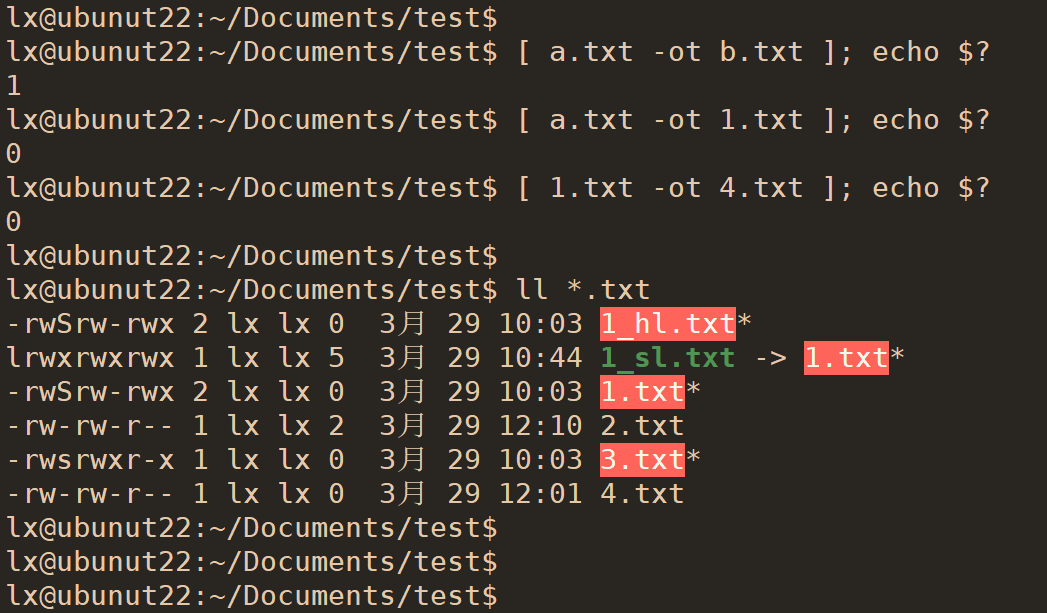 lx@ubunut22:~/Documents/test$
lx@ubunut22:~/Documents/test$ [ a.txt -ot b.txt ]; echo $?
1
lx@ubunut22:~/Documents/test$ [ a.txt -ot 1.txt ]; echo $?
0
lx@ubunut22:~/Documents/test$ [ 1.txt -ot 4.txt ]; echo $?
0
lx@ubunut22:~/Documents/test$
lx@ubunut22:~/Documents/test$ ll *.txt
-rwSrw-rwx 2 lx lx 0  3月 29 10:03 1_hl.txt*
lrwxrwxrwx 1 lx lx 5  3月 29 10:44 1_sl.txt -> 1.txt*
-rwSrw-rwx 2 lx lx 0  3月 29 10:03 1.txt*
-rw-rw-r-- 1 lx lx 2  3月 29 12:10 2.txt
-rwsrwxr-x 1 lx lx 0  3月 29 10:03 3.txt*
-rw-rw-r-- 1 lx lx 0  3月 29 12:01 4.txt
lx@ubunut22:~/Documents/test$
lx@ubunut22:~/Documents/test$
lx@ubunut22:~/Documents/test$